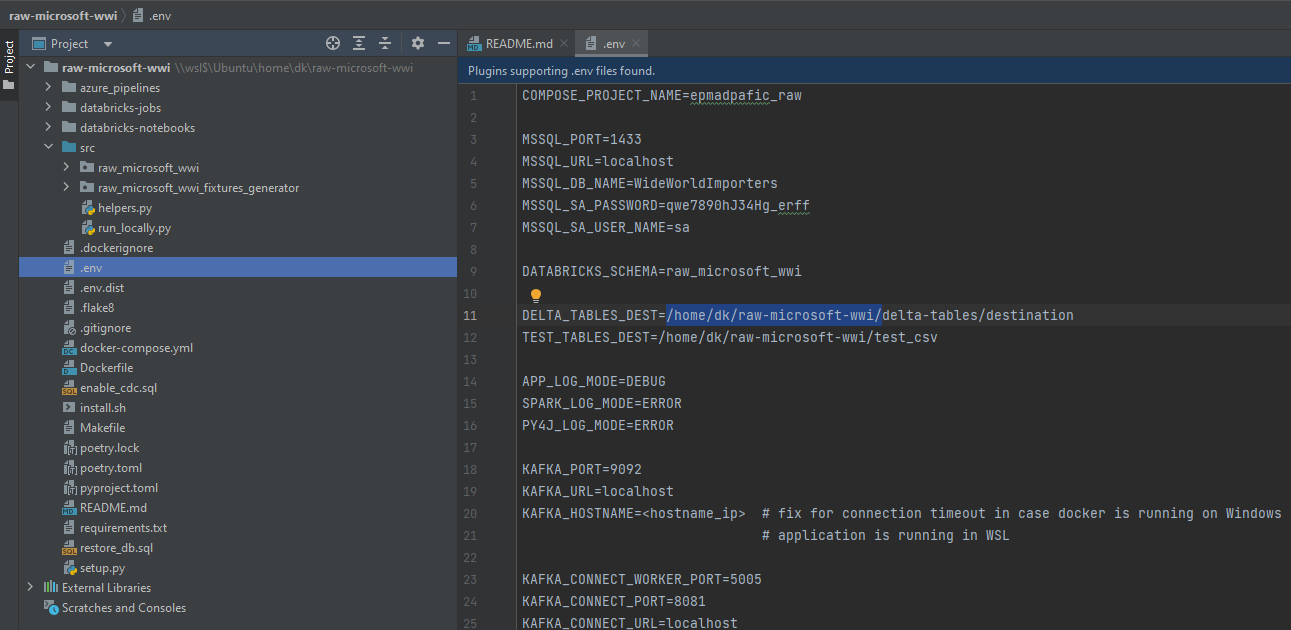 raw-microsoft-wwi .env
Project
Project
README.md
.env
Plugins supporting .env files found.
raw-microsoft-wwi \\wsl$\Ubuntu\home\dk\raw-microsoft-wwi
azure_pipelines
databricks-jobs
databricks-notebooks
src
raw_microsoft_wwi
raw_microsoft_wwi_fixtures_generator
helpers.py
run_locally.py
.dockerignore
.env
.env.dist
.flake8
.gitignore
docker-compose.yml
Dockerfile
enable_cdc.sql
install.sh
Makefile
poetry.lock
poetry.toml
pyproject.toml
README.md
requirements.txt
restore_db.sql
setup.py
External Libraries
Scratches and Consoles
1 COMPOSE_PROJECT_NAME=epmadpafic_raw
2
3 MSSQL_PORT=1433
4 MSSQL_URL=localhost
5 MSSQL_DB_NAME=WideWorldImporters
6 MSSQL_SA_PASSWORD=qwe7890hJ34Hg_erff
7 MSSQL_SA_USER_NAME=sa
8
9 DATABRICKS_SCHEMA=raw_microsoft_wwi
10
11 DELTA_TABLES_DEST=/home/dk/raw-microsoft-wwi/delta-tables/destination
12 TEST_TABLES_DEST=/home/dk/raw-microsoft-wwi/test_csv
13
14 APP_LOG_MODE=DEBUG
15 SPARK_LOG_MODE=ERROR
16 PY4J_LOG_MODE=ERROR
17
18 KAFKA_PORT=9092
19 KAFKA_URL=localhost
20 KAFKA_HOSTNAME=<hostname_ip> # fix for connection timeout in case docker is running on Windows
21 # application is running in WSL
22
23 KAFKA_CONNECT_WORKER_PORT=5005
24 KAFKA_CONNECT_PORT=8081
25 KAFKA_CONNECT_URL=localhost